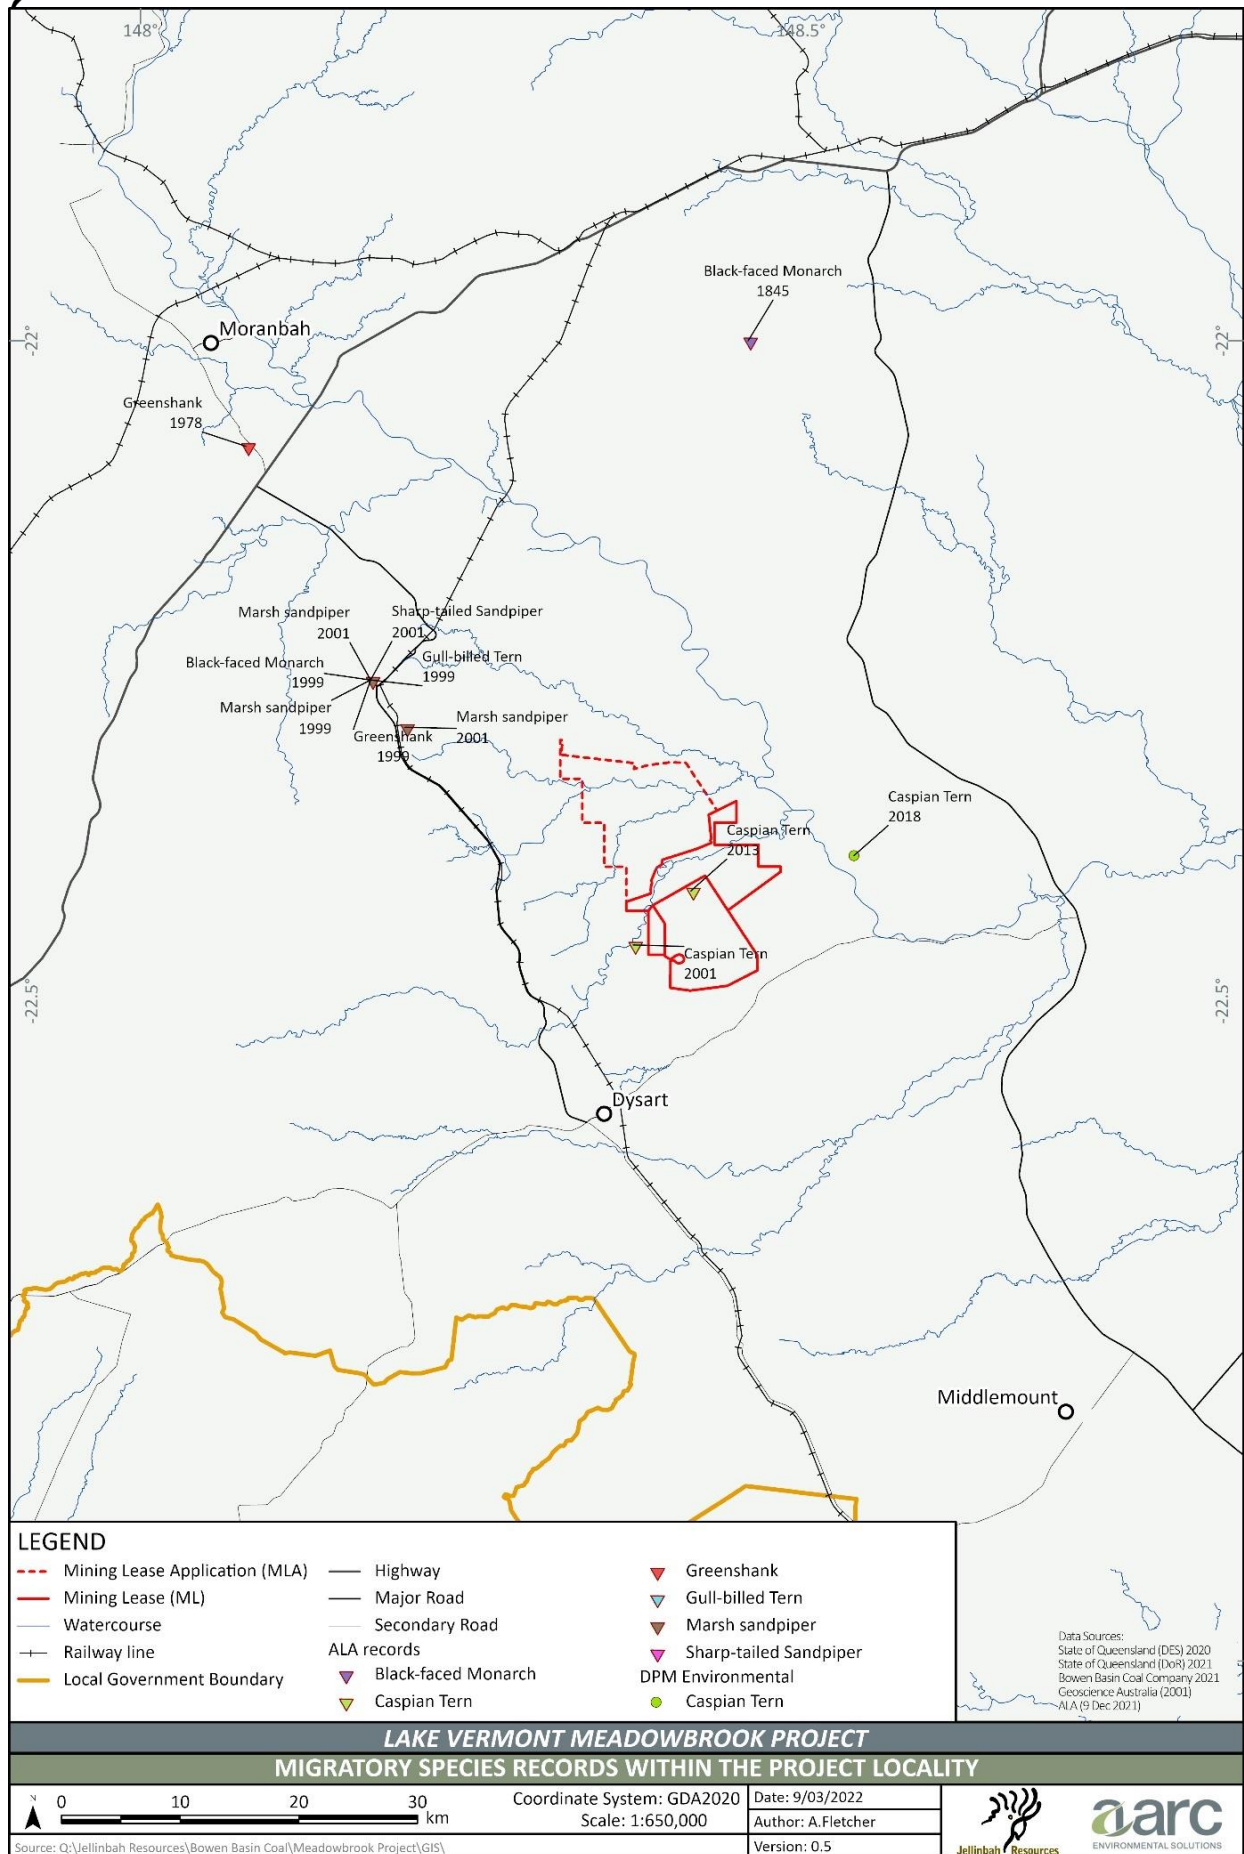 148°
148.5°
Black-faced Monarch
1845
-22°
-22°
Moranbah
Greenshank
1978
Marsh sandpiper
2001
Sharp-tailed Sandpiper
2001
Black-faced Monarch
1999
Gull-billed Tern
1999
Marsh sandpiper
1999
Greenshank
1999
Marsh sandpiper
2001
Caspian Tern
2018
Caspian Tern
2013
Caspian Tern
2001
-22.5°
-22.5°
Dysart
Middlemount
LEGEND
Mining Lease Application (MLA)
Mining Lease (ML)
Watercourse
Railway line
Local Government Boundary
Highway
Major Road
Secondary Road
ALA records
Black-faced Monarch
Caspian Tern
Greenshank
Gull-billed Tern
Marsh sandpiper
Sharp-tailed Sandpiper
DPM Environmental
Caspian Tern
Data Sources:
State of Queensland (DES) 2020
State of Queensland (DoR) 2021
Bowen Basin Coal Company 2021
Geoscience Australia (2001)
ALA (9 Dec 2021)
LAKE VERMONT MEADOWBROOK PROJECT
MIGRATORY SPECIES RECORDS WITHIN THE PROJECT LOCALITY
N
0 10 20 30 km
Coordinate System: GDA2020
Scale: 1:650,000
Date: 9/03/2022
Author: A.Fletcher
Version: 0.5
Source: Q:\Jellinbah Resources\Bowen Basin Coal\Meadowbrook Project\GIS\
Jellinbah Resources
aarc
ENVIRONMENTAL SOLUTIONS